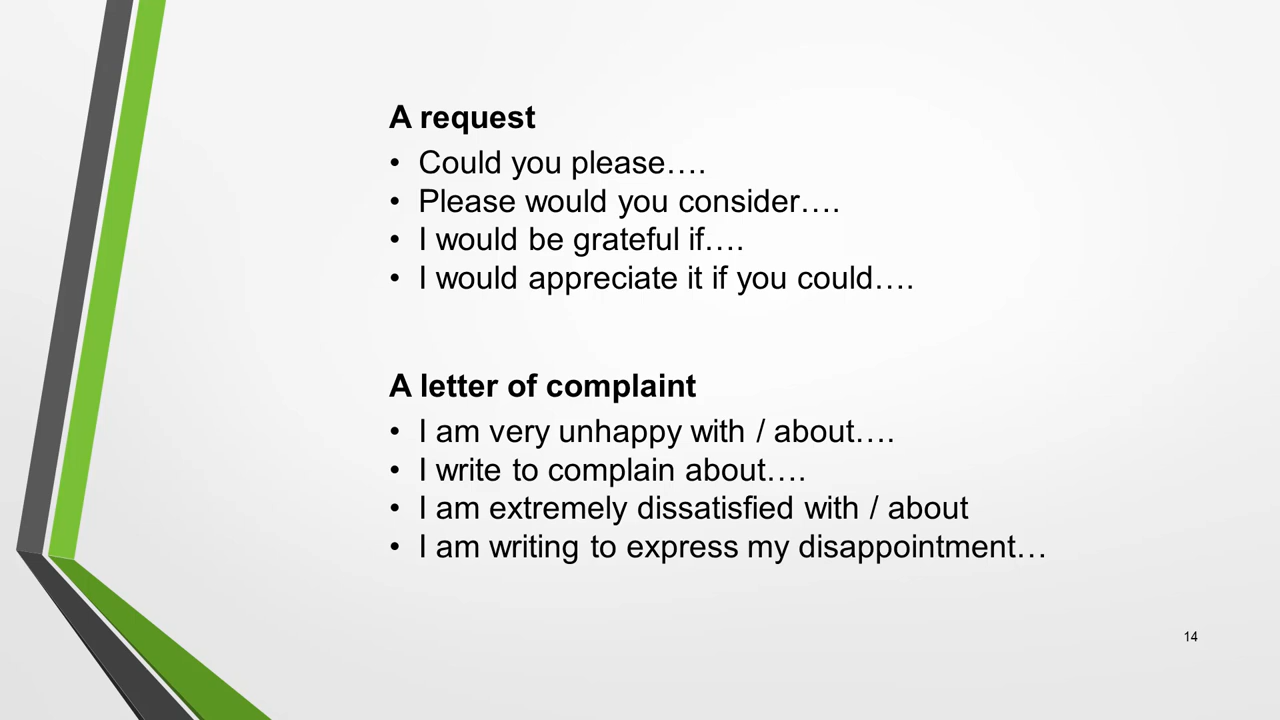 A request
• Could you please….
• Please would you consider….
• I would be grateful if….
• I would appreciate it if you could….
A letter of complaint
• I am very unhappy with / about….
• I write to complain about….
• I am extremely dissatisfied with / about
• I am writing to express my disappointment…
14